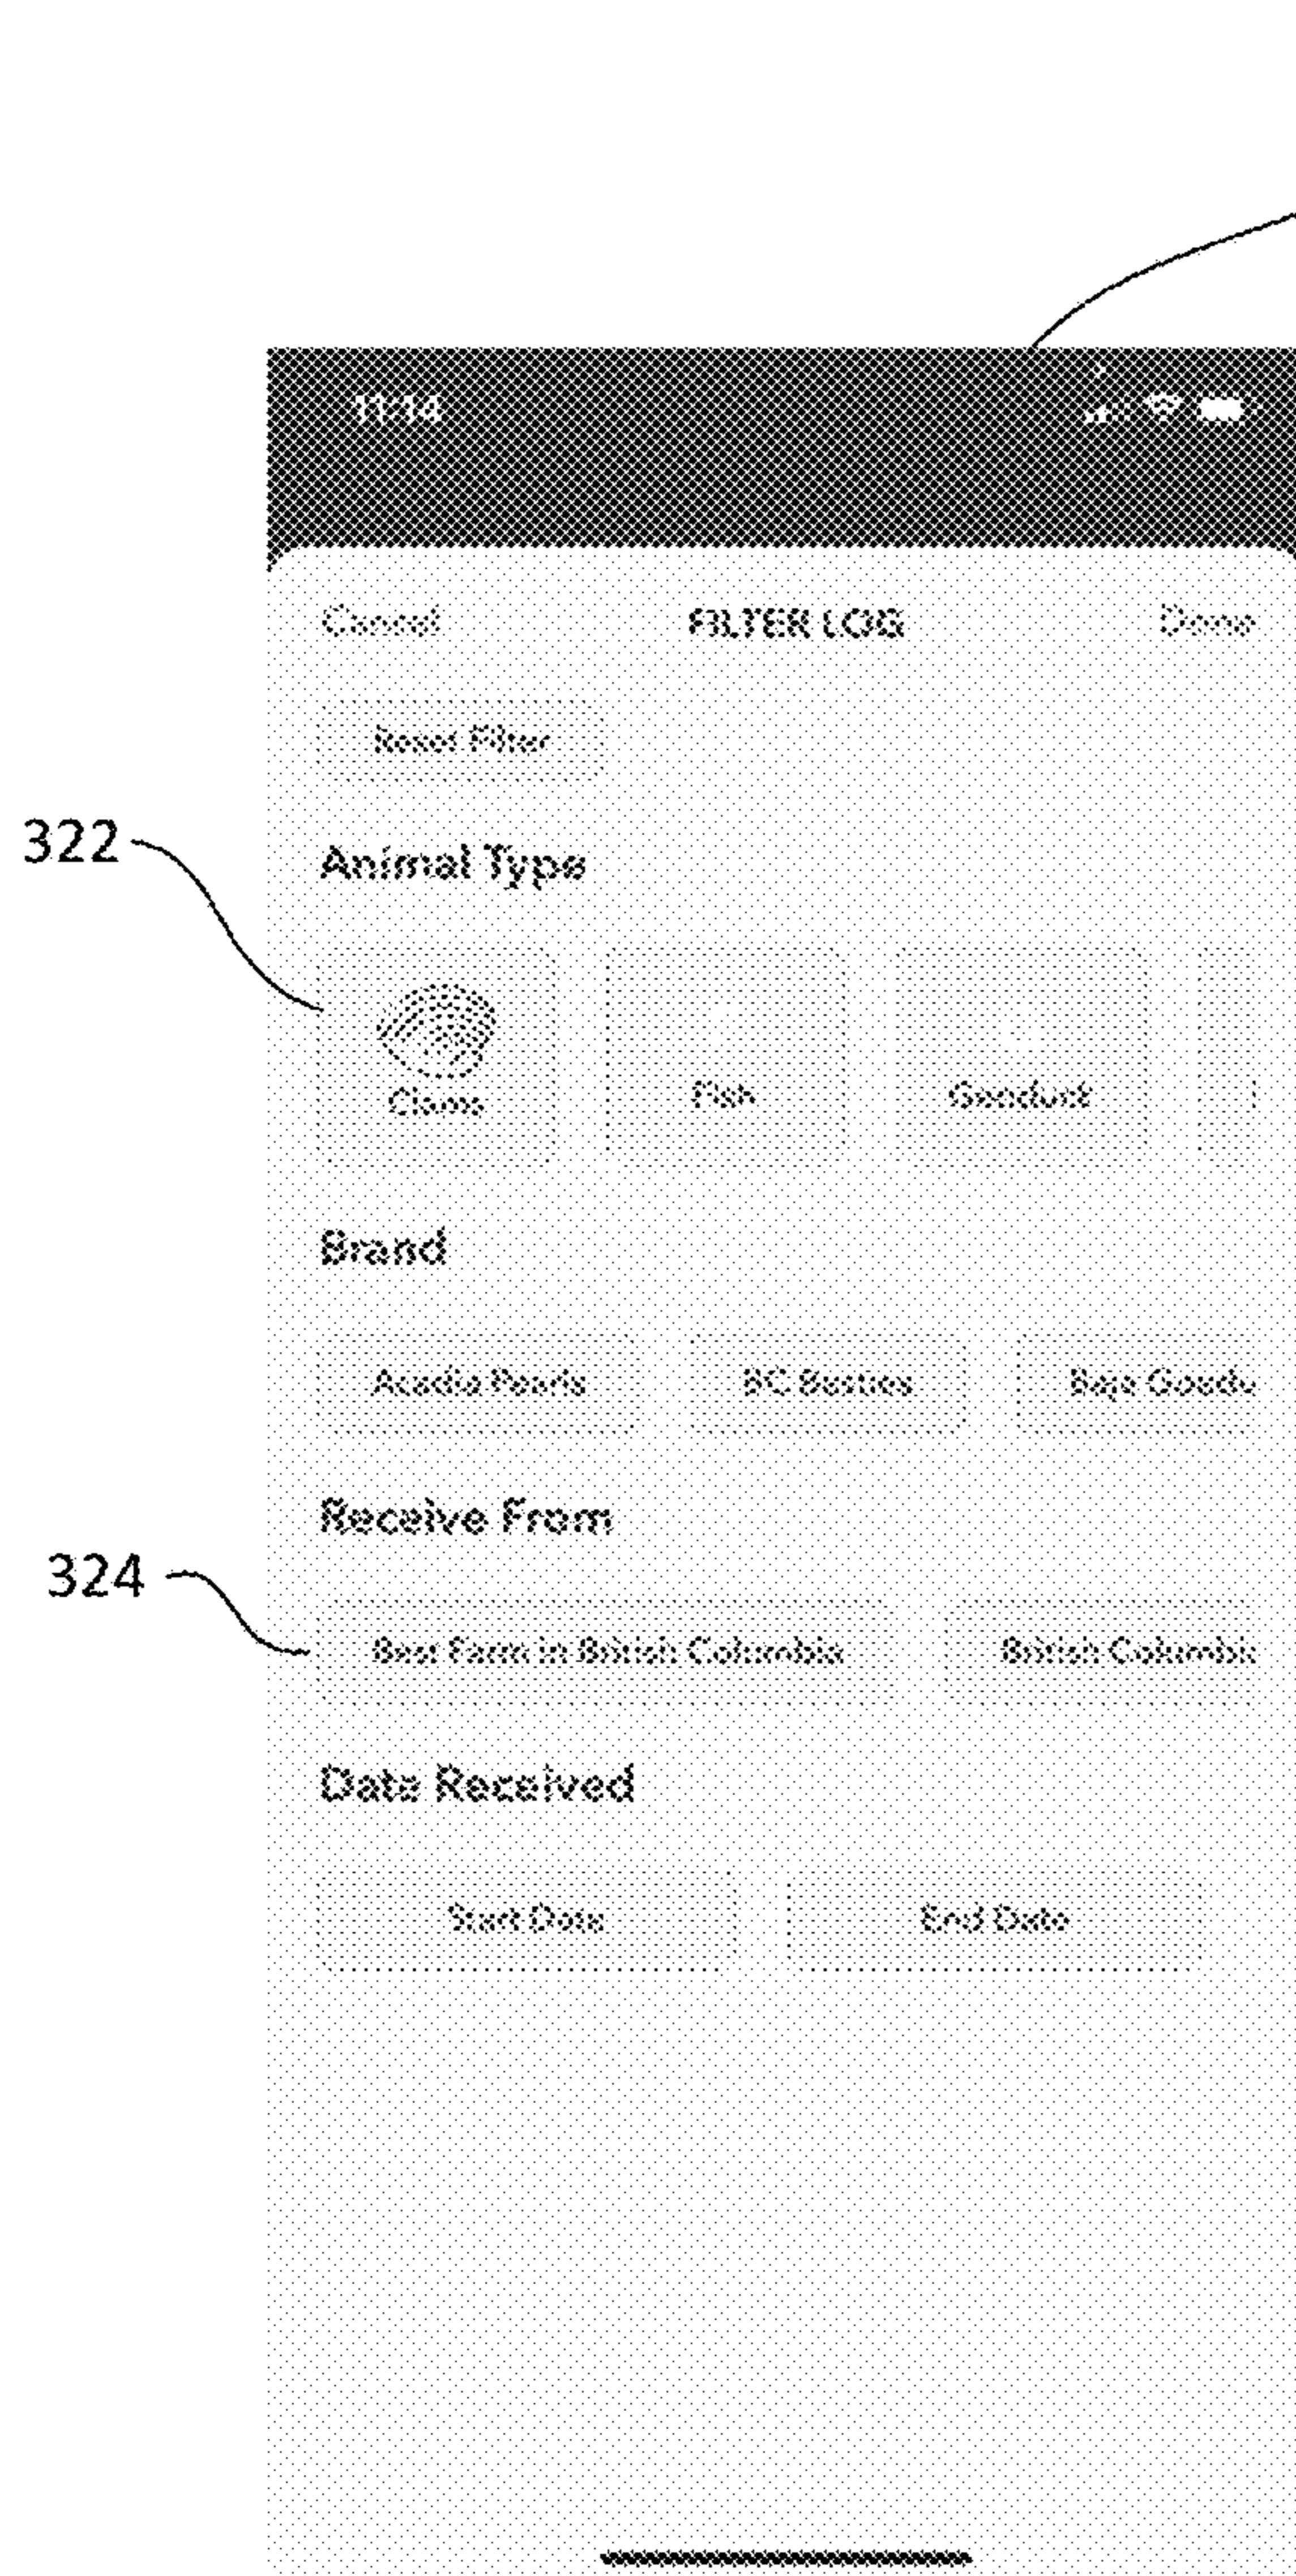 11:14
Cancel FILTER LOG Done
Reset Filter
322
Animal Type
Clams Fish Geoduck
Brand
Acadia Pearls BC Besties Baja Goodu
Receive From
324
Best Farm in British Columbia British Columbi
Date Received
Start Date End Date